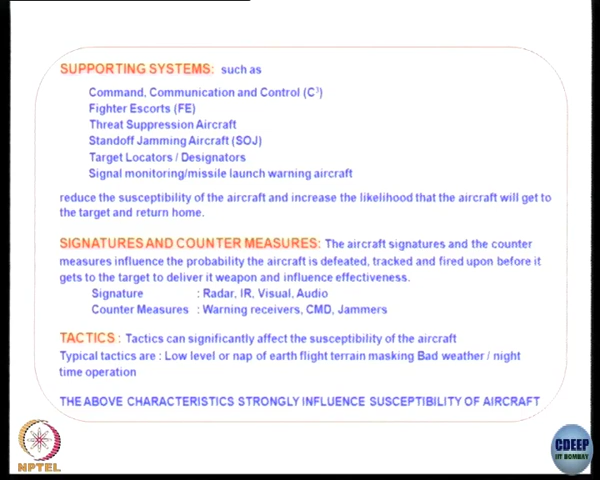 SUPPORTING SYSTEMS: such as
Command, Communication and Control (C³)
Fighter Escorts (FE)
Threat Suppression Aircraft
Standoff Jamming Aircraft (SOJ)
Target Locators / Designators
Signal monitoring/missile launch warning aircraft
reduce the susceptibility of the aircraft and increase the likelihood that the aircraft will get to
the target and return home.
SIGNATURES AND COUNTER MEASURES: The aircraft signatures and the counter
measures influence the probability the aircraft is defeated, tracked and fired upon before it
gets to the target to deliver it weapon and influence effectiveness.
Signature : Radar, IR, Visual, Audio
Counter Measures : Warning receivers, CMD, Jammers
TACTICS : Tactics can significantly affect the susceptibility of the aircraft
Typical tactics are : Low level or nap of earth flight terrain masking Bad weather / night
time operation
THE ABOVE CHARACTERISTICS STRONGLY INFLUENCE SUSCEPTIBILITY OF AIRCRAFT
NPTEL
CDEEP
IIT BOMBAY